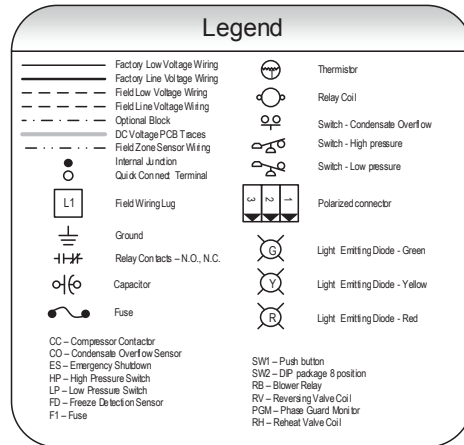 Legend
Factory Low Voltage Wiring
Factory Line Voltage Wiring
Field Low Voltage Wiring
Field Line Voltage Wiring
Optional Block
DC Voltage PCB Traces
Field Zone Sensor Wiring
Internal Junction
Quick Connect Terminal
L1
Field Wiring Lug
Ground
Relay Contacts – N.O., N.C.
Capacitor
Fuse
CC – Compressor Contactor
CO – Condensate Overflow Sensor
ES – Emergency Shutdown
HP – High Pressure Switch
LP – Low Pressure Switch
FD – Freeze Detection Sensor
F1 – Fuse
Thermistor
Relay Coil
Switch - Condensate Overflow
Switch - High pressure
Switch - Low pressure
3 2 1
Polarized connector
G
Light Emitting Diode - Green
Y
Light Emitting Diode - Yellow
R
Light Emitting Diode - Red
SW1 – Push button
SW2 – DIP package 8 position
RB – Blower Relay
RV – Reversing Valve Coil
PGM – Phase Guard Monitor
RH – Reheat Valve Coil